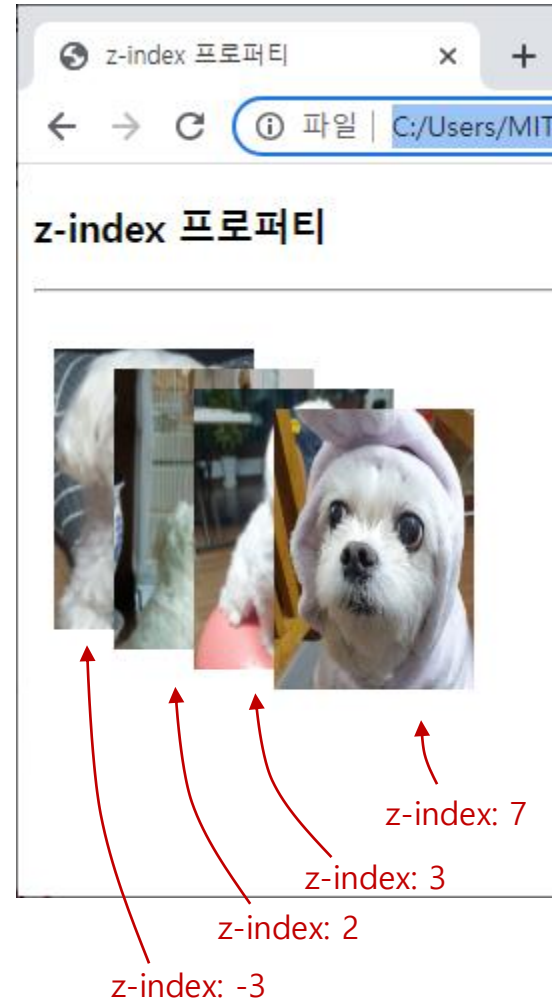 z-index 프로퍼티
파일 | C:/Users/MIT
z-index 프로퍼티
z-index: 7
z-index: 3
z-index: 2
z-index: -3